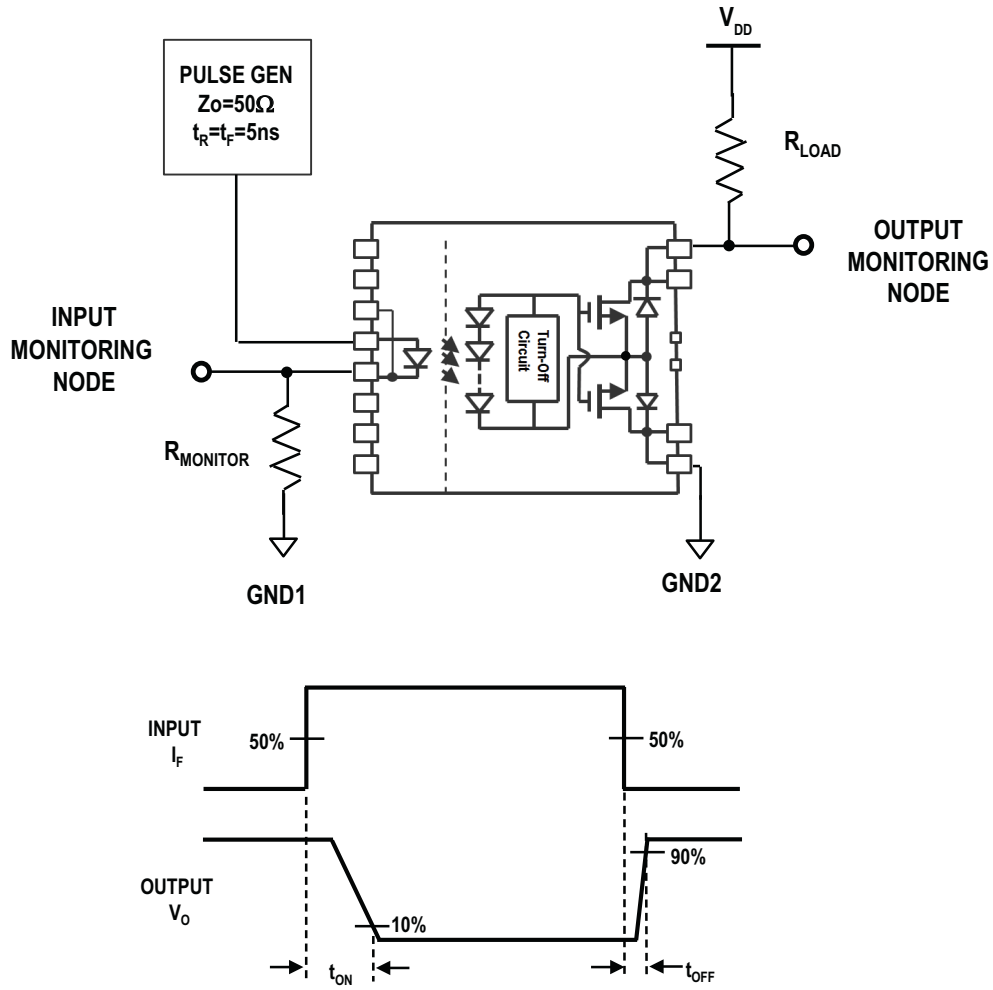 V_DD
PULSE GEN
Zo=50Ω
t_R=t_F=5ns
R_LOAD
OUTPUT
MONITORING
NODE
INPUT
MONITORING
NODE
Turn-Off
Circuit
R_MONITOR
GND1
GND2
INPUT
I_F
50%
50%
OUTPUT
V_O
10%
90%
t_ON
t_OFF